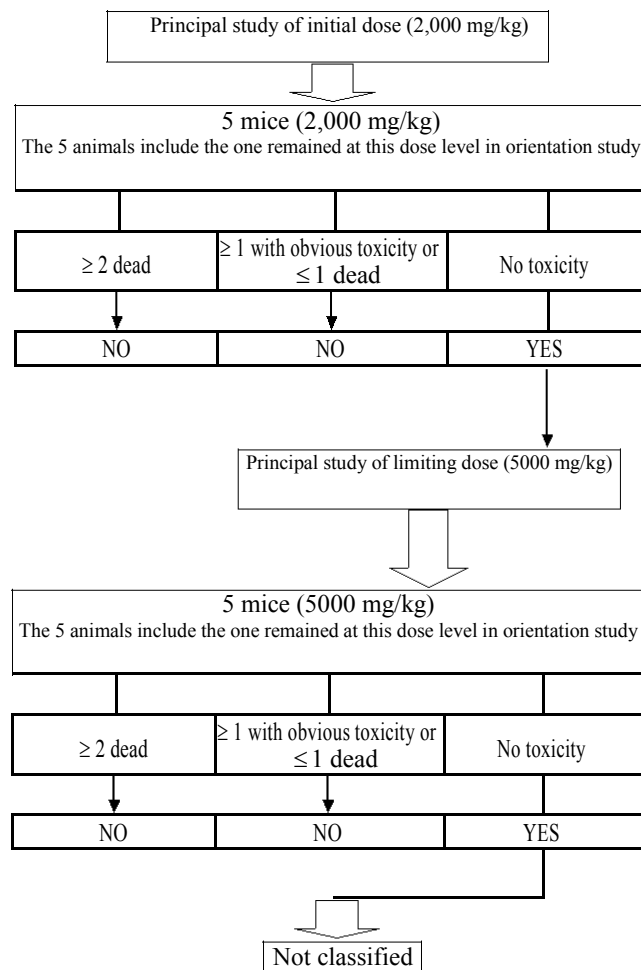 Principal study of initial dose (2,000 mg/kg)
5 mice (2,000 mg/kg)
The 5 animals include the one remained at this dose level in orientation study
≥ 2 dead
≥ 1 with obvious toxicity or
≤ 1 dead
No toxicity
NO
NO
YES
Principal study of limiting dose (5000 mg/kg)
5 mice (5000 mg/kg)
The 5 animals include the one remained at this dose level in orientation study
≥ 2 dead
≥ 1 with obvious toxicity or
≤ 1 dead
No toxicity
NO
NO
YES
Not classified